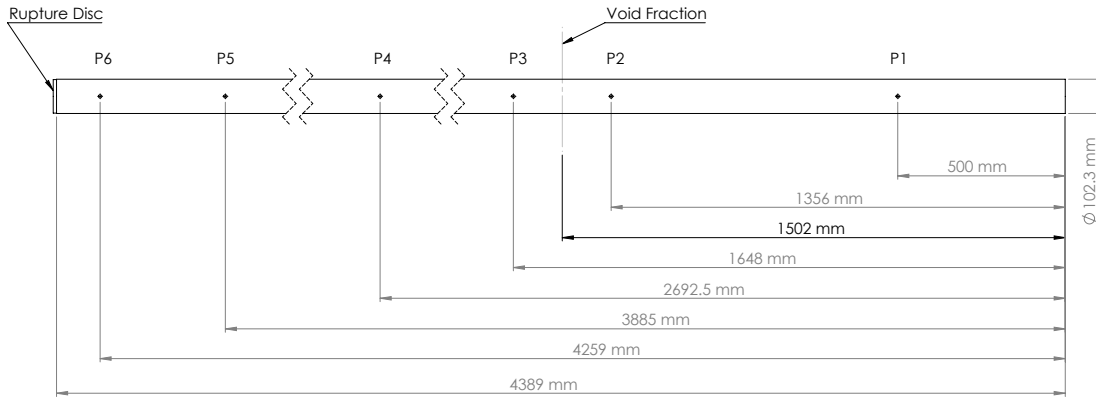 Rupture Disc
Void Fraction
P6
P5
P4
P3
P2
P1
500 mm
1356 mm
1502 mm
1648 mm
2692.5 mm
3885 mm
4259 mm
4389 mm
∅102.3 mm